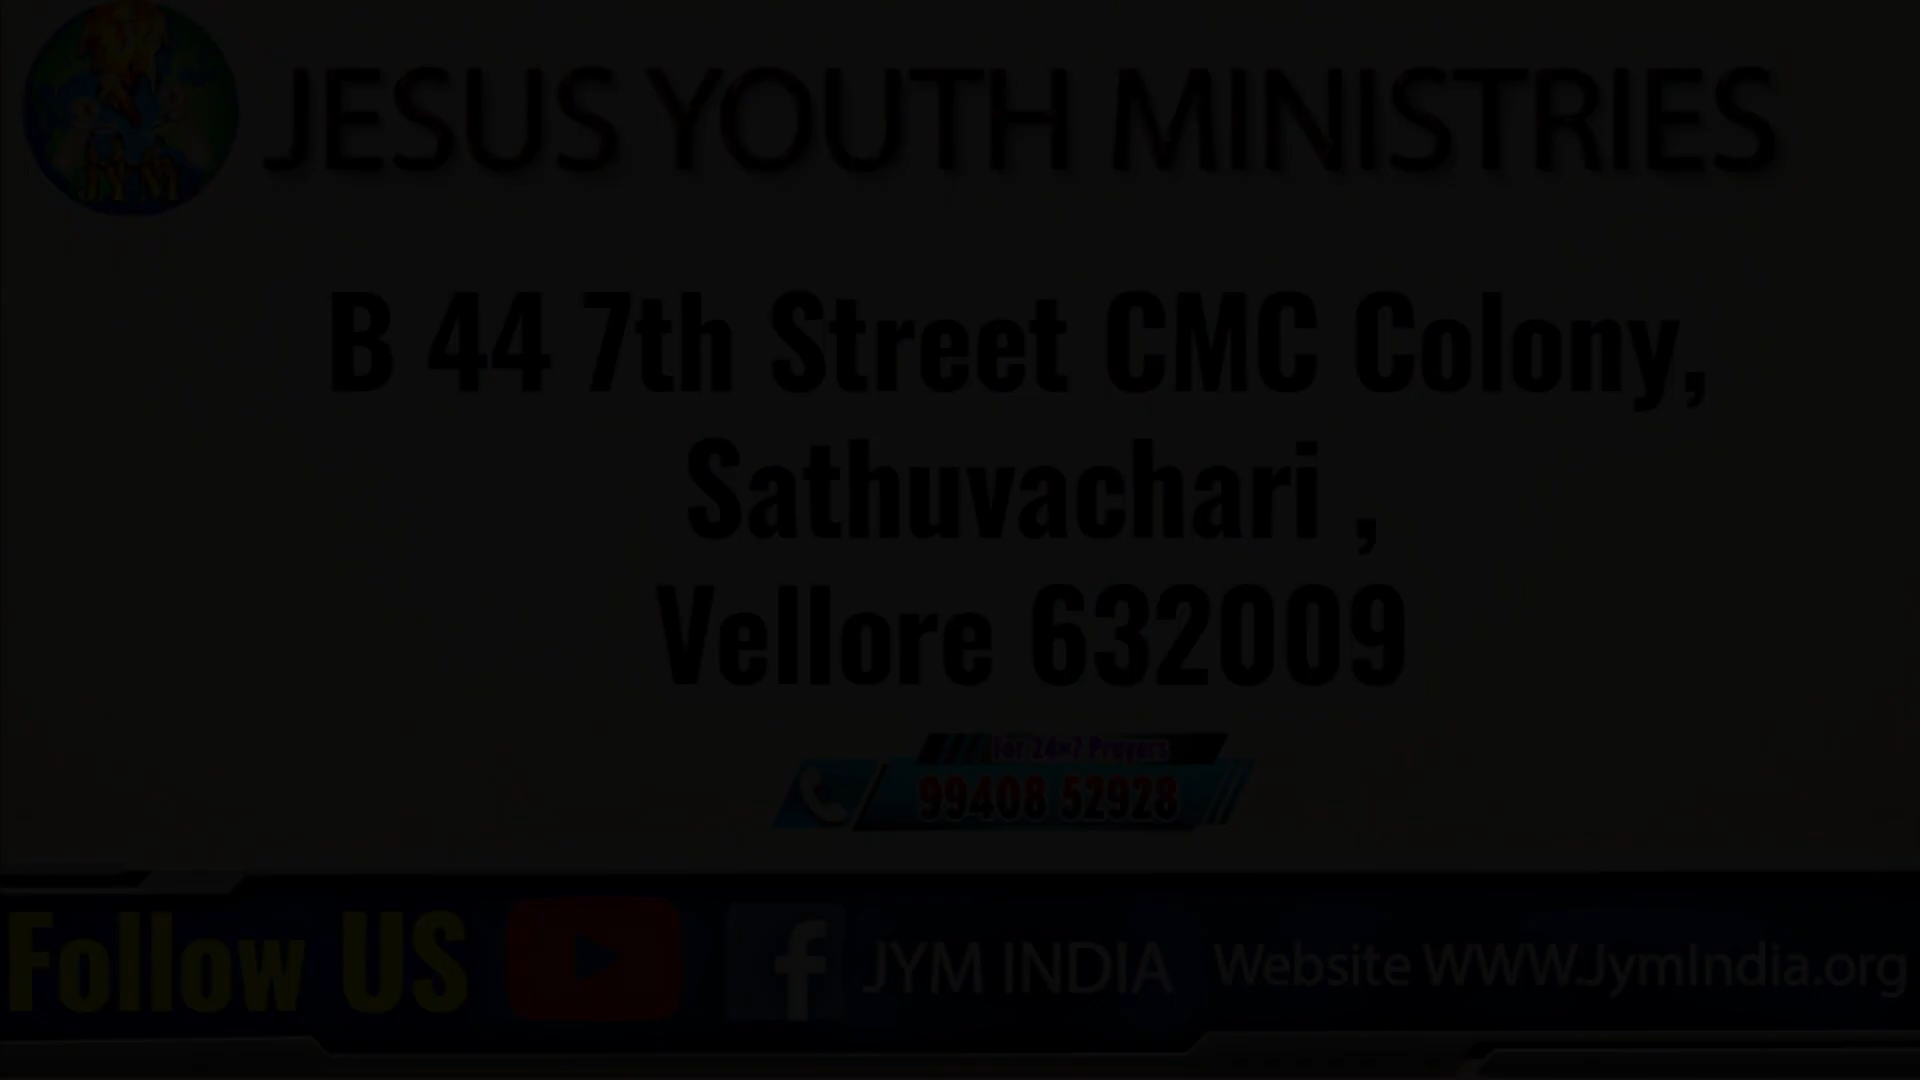 JYM
JESUS YOUTH MINISTRIES
B 44 7th Street CMC Colony,
Sathuvachari ,
Vellore 632009
For 24×7 Prayers
99408 52928
Follow US
JYM INDIA
Website WWW.JymIndia.org